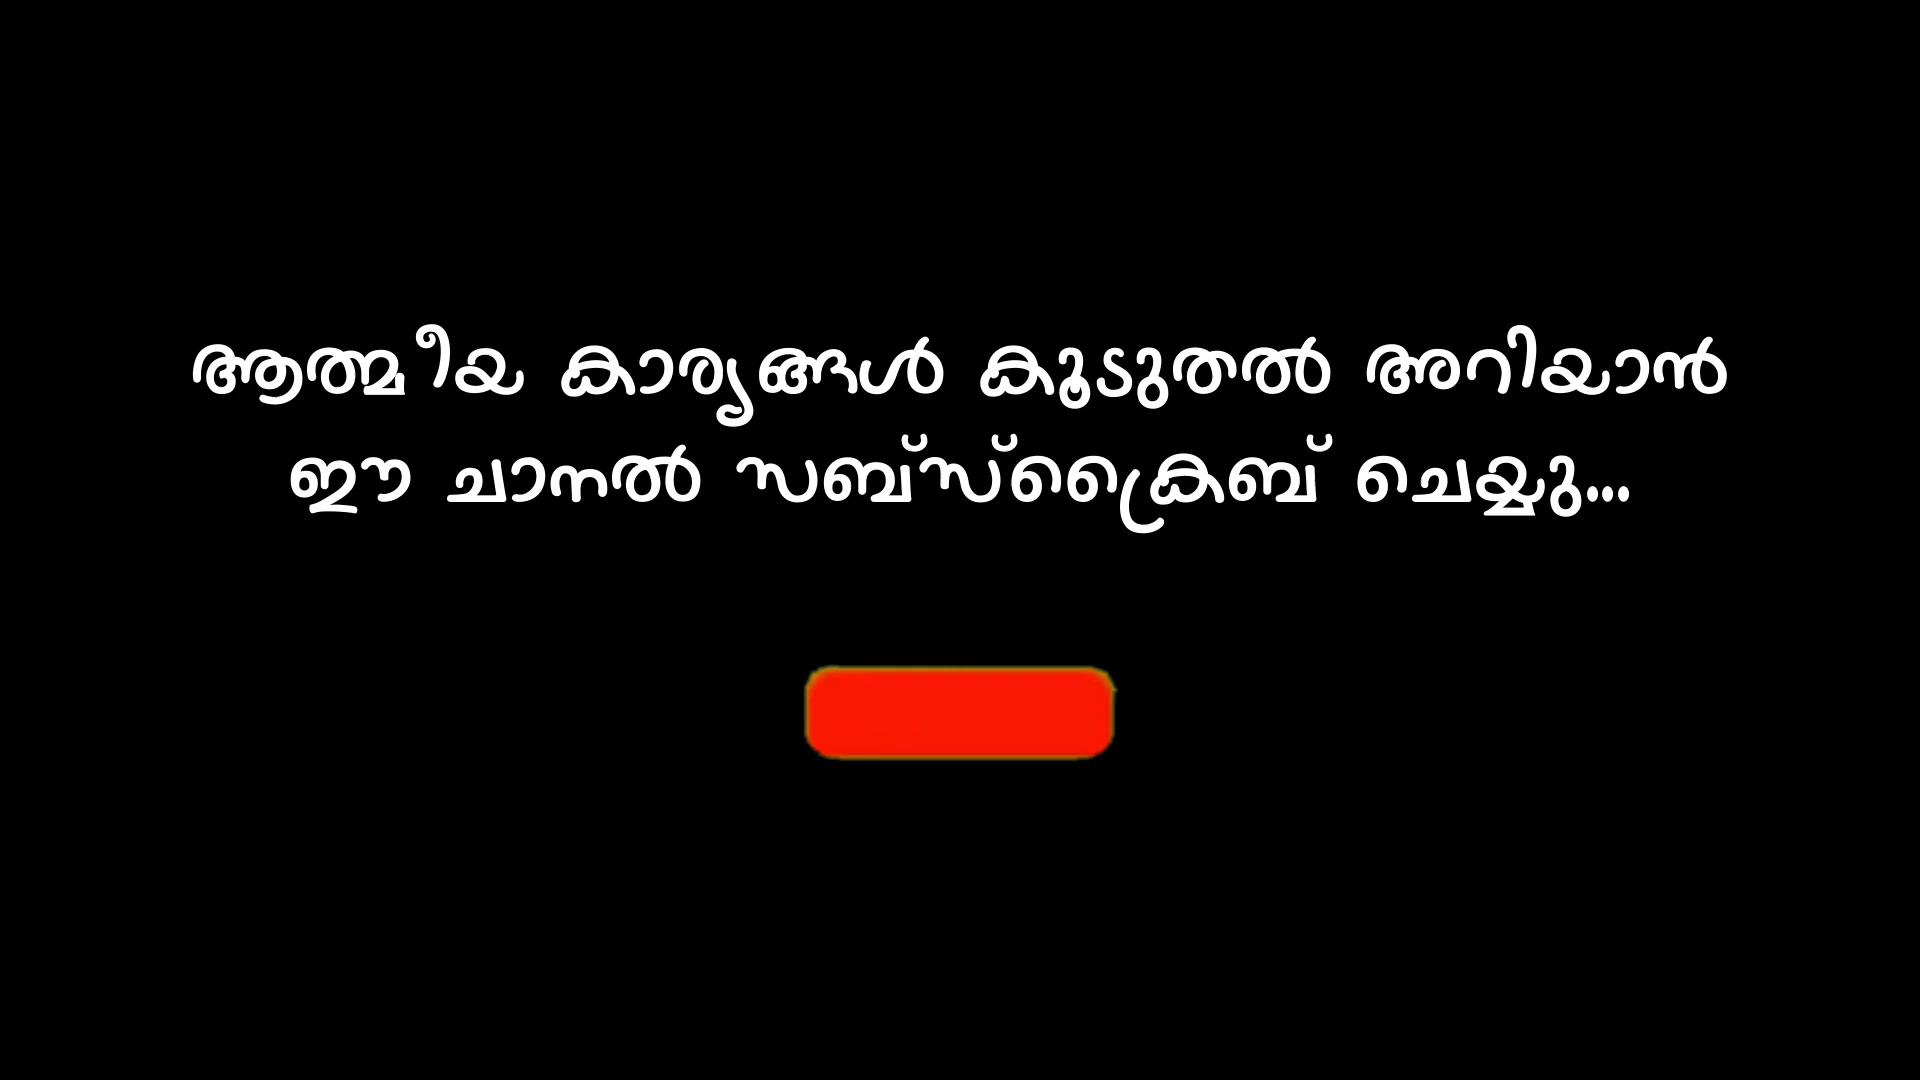 ആത്മീയ കാര്യങ്ങൾ കൂടുതൽ അറിയാൻ
ഈ ചാനൽ സബ്സ്ക്രൈബ് ചെയ്യു...